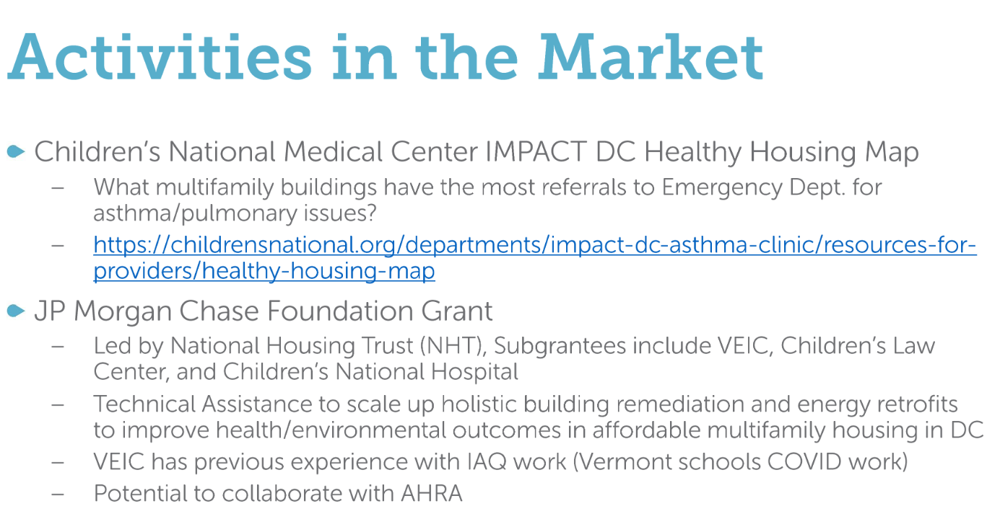 Activities in the Market
Children’s National Medical Center IMPACT DC Healthy Housing Map
– What multifamily buildings have the most referrals to Emergency Dept. for
asthma/pulmonary issues?
– https://childrensnational.org/departments/impact-dc-asthma-clinic/resources-for-
providers/healthy-housing-map
JP Morgan Chase Foundation Grant
– Led by National Housing Trust (NHT), Subgrantees include VEIC, Children’s Law
Center, and Children’s National Hospital
– Technical Assistance to scale up holistic building remediation and energy retrofits
to improve health/environmental outcomes in affordable multifamily housing in DC
– VEIC has previous experience with IAQ work (Vermont schools COVID work)
– Potential to collaborate with AHRA